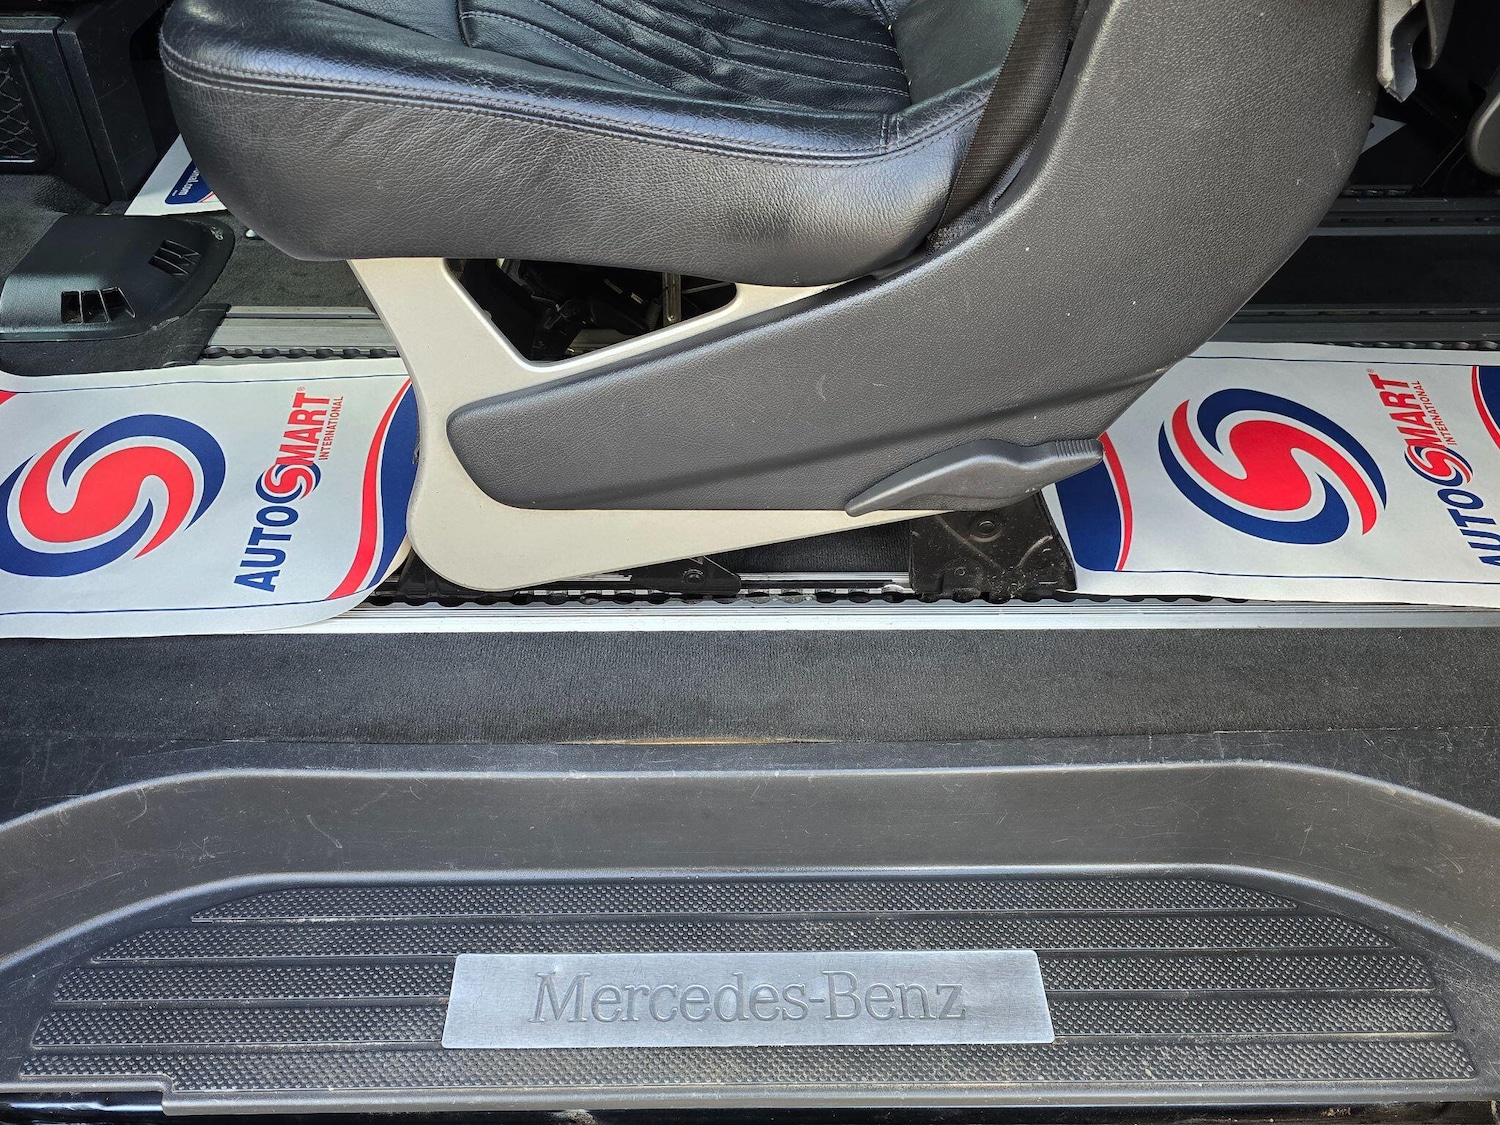 AUTOSMART®
INTERNATIONAL
AUTOSMART
INTERNATIONAL
Mercedes-Benz